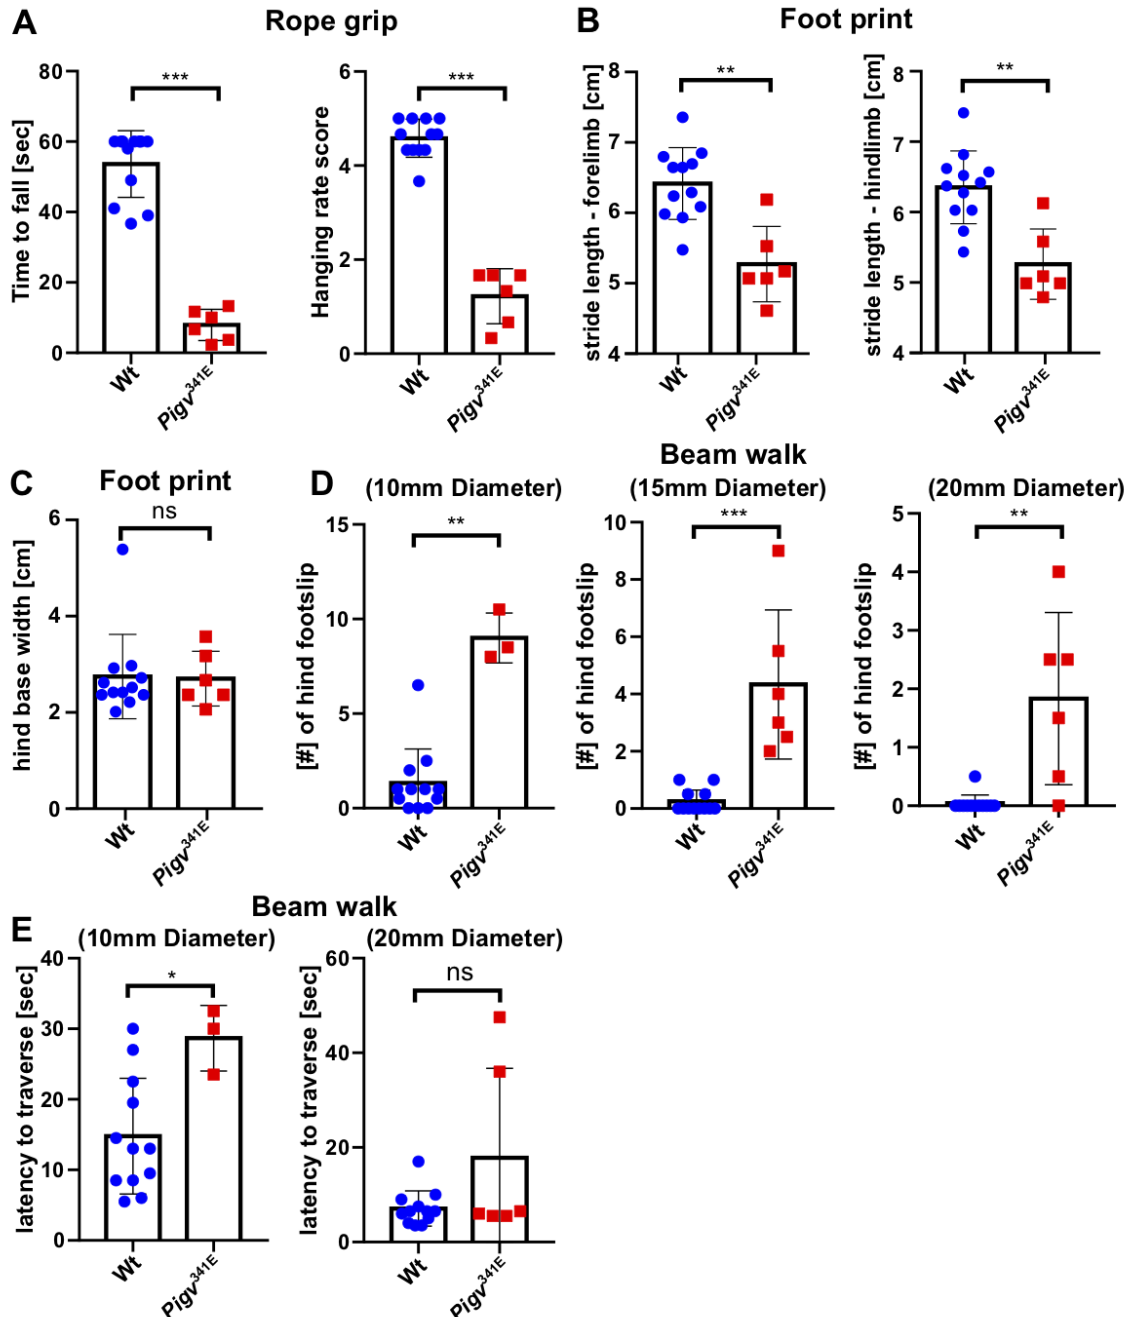 A
Rope grip
B
Foot print
Time to fall [sec]
80
60
40
20
0
***
Wt
Pigv341E
Hanging rate score
6
4
2
0
***
Wt
Pigv341E
stride length - forelimb [cm]
8
7
6
5
4
**
Wt
Pigv341E
stride length - hindlimb [cm]
8
7
6
5
4
**
Wt
Pigv341E
C
Foot print
hind base width [cm]
6
4
2
0
ns
Wt
Pigv341E
D
Beam walk
(10mm Diameter)
[#] of hind footslip
15
10
5
0
**
Wt
Pigv341E
(15mm Diameter)
[#] of hind footslip
10
8
6
4
2
0
***
Wt
Pigv341E
(20mm Diameter)
[#] of hind footslip
5
4
3
2
1
0
**
Wt
Pigv341E
E
Beam walk
(10mm Diameter)
latency to traverse [sec]
40
30
20
10
0
*
Wt
Pigv341E
(20mm Diameter)
latency to traverse [sec]
60
40
20
0
ns
Wt
Pigv341E